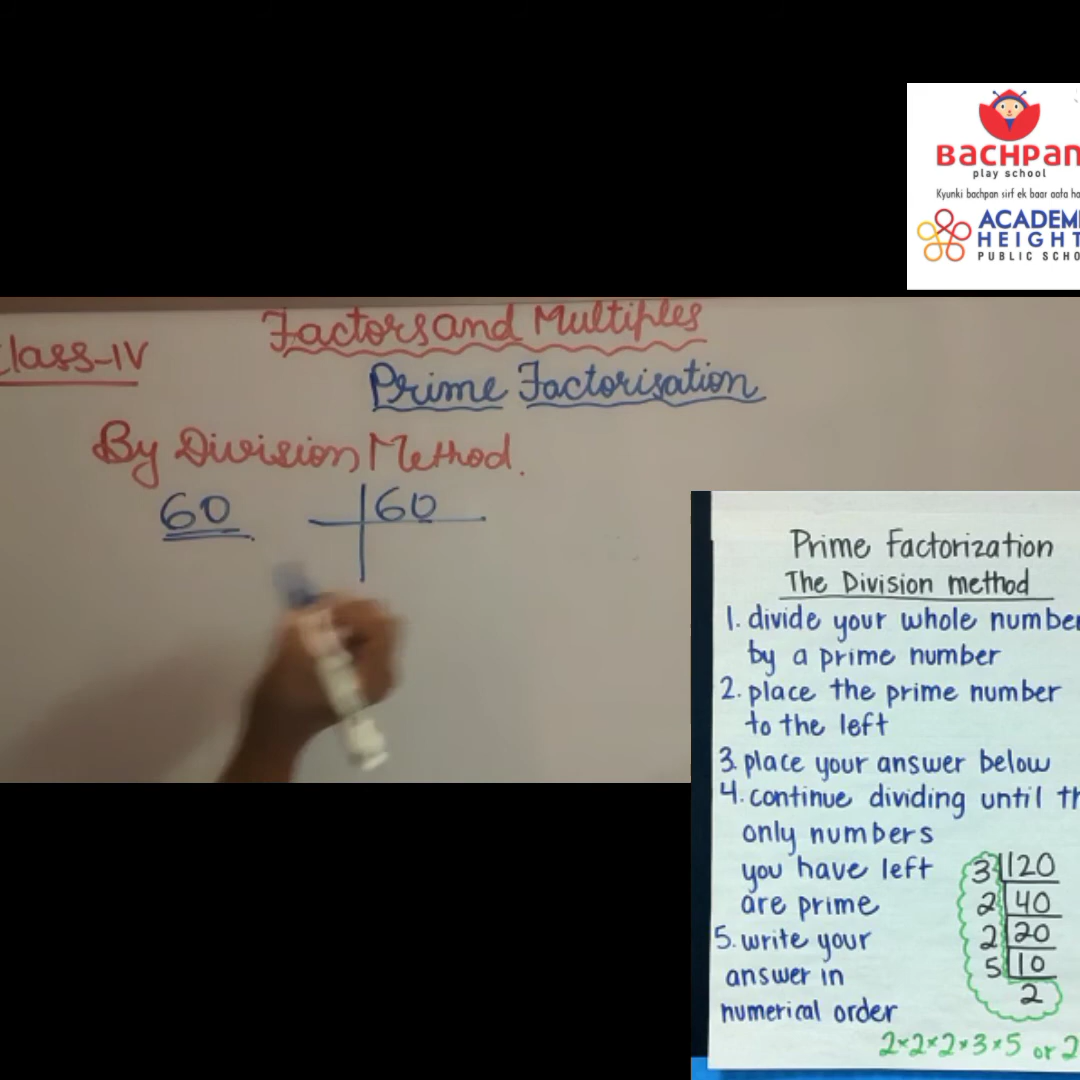 BACHPAN
play school
Kyunki bachpan sirf ek baar aata ha
ACADEMI
HEIGHT
PUBLIC SCHO
Class-IV
Factors and Multiples
Prime Factorisation
By Division Method.
60
60
Prime Factorization
The Division method
1. divide your whole number
by a prime number
2. place the prime number
to the left
3. place your answer below
4. continue dividing until th
only numbers
you have left
are prime
5. write your
answer in
numerical order
3 120
2 40
2 20
5 10
2
2×2×2×3×5 or 2